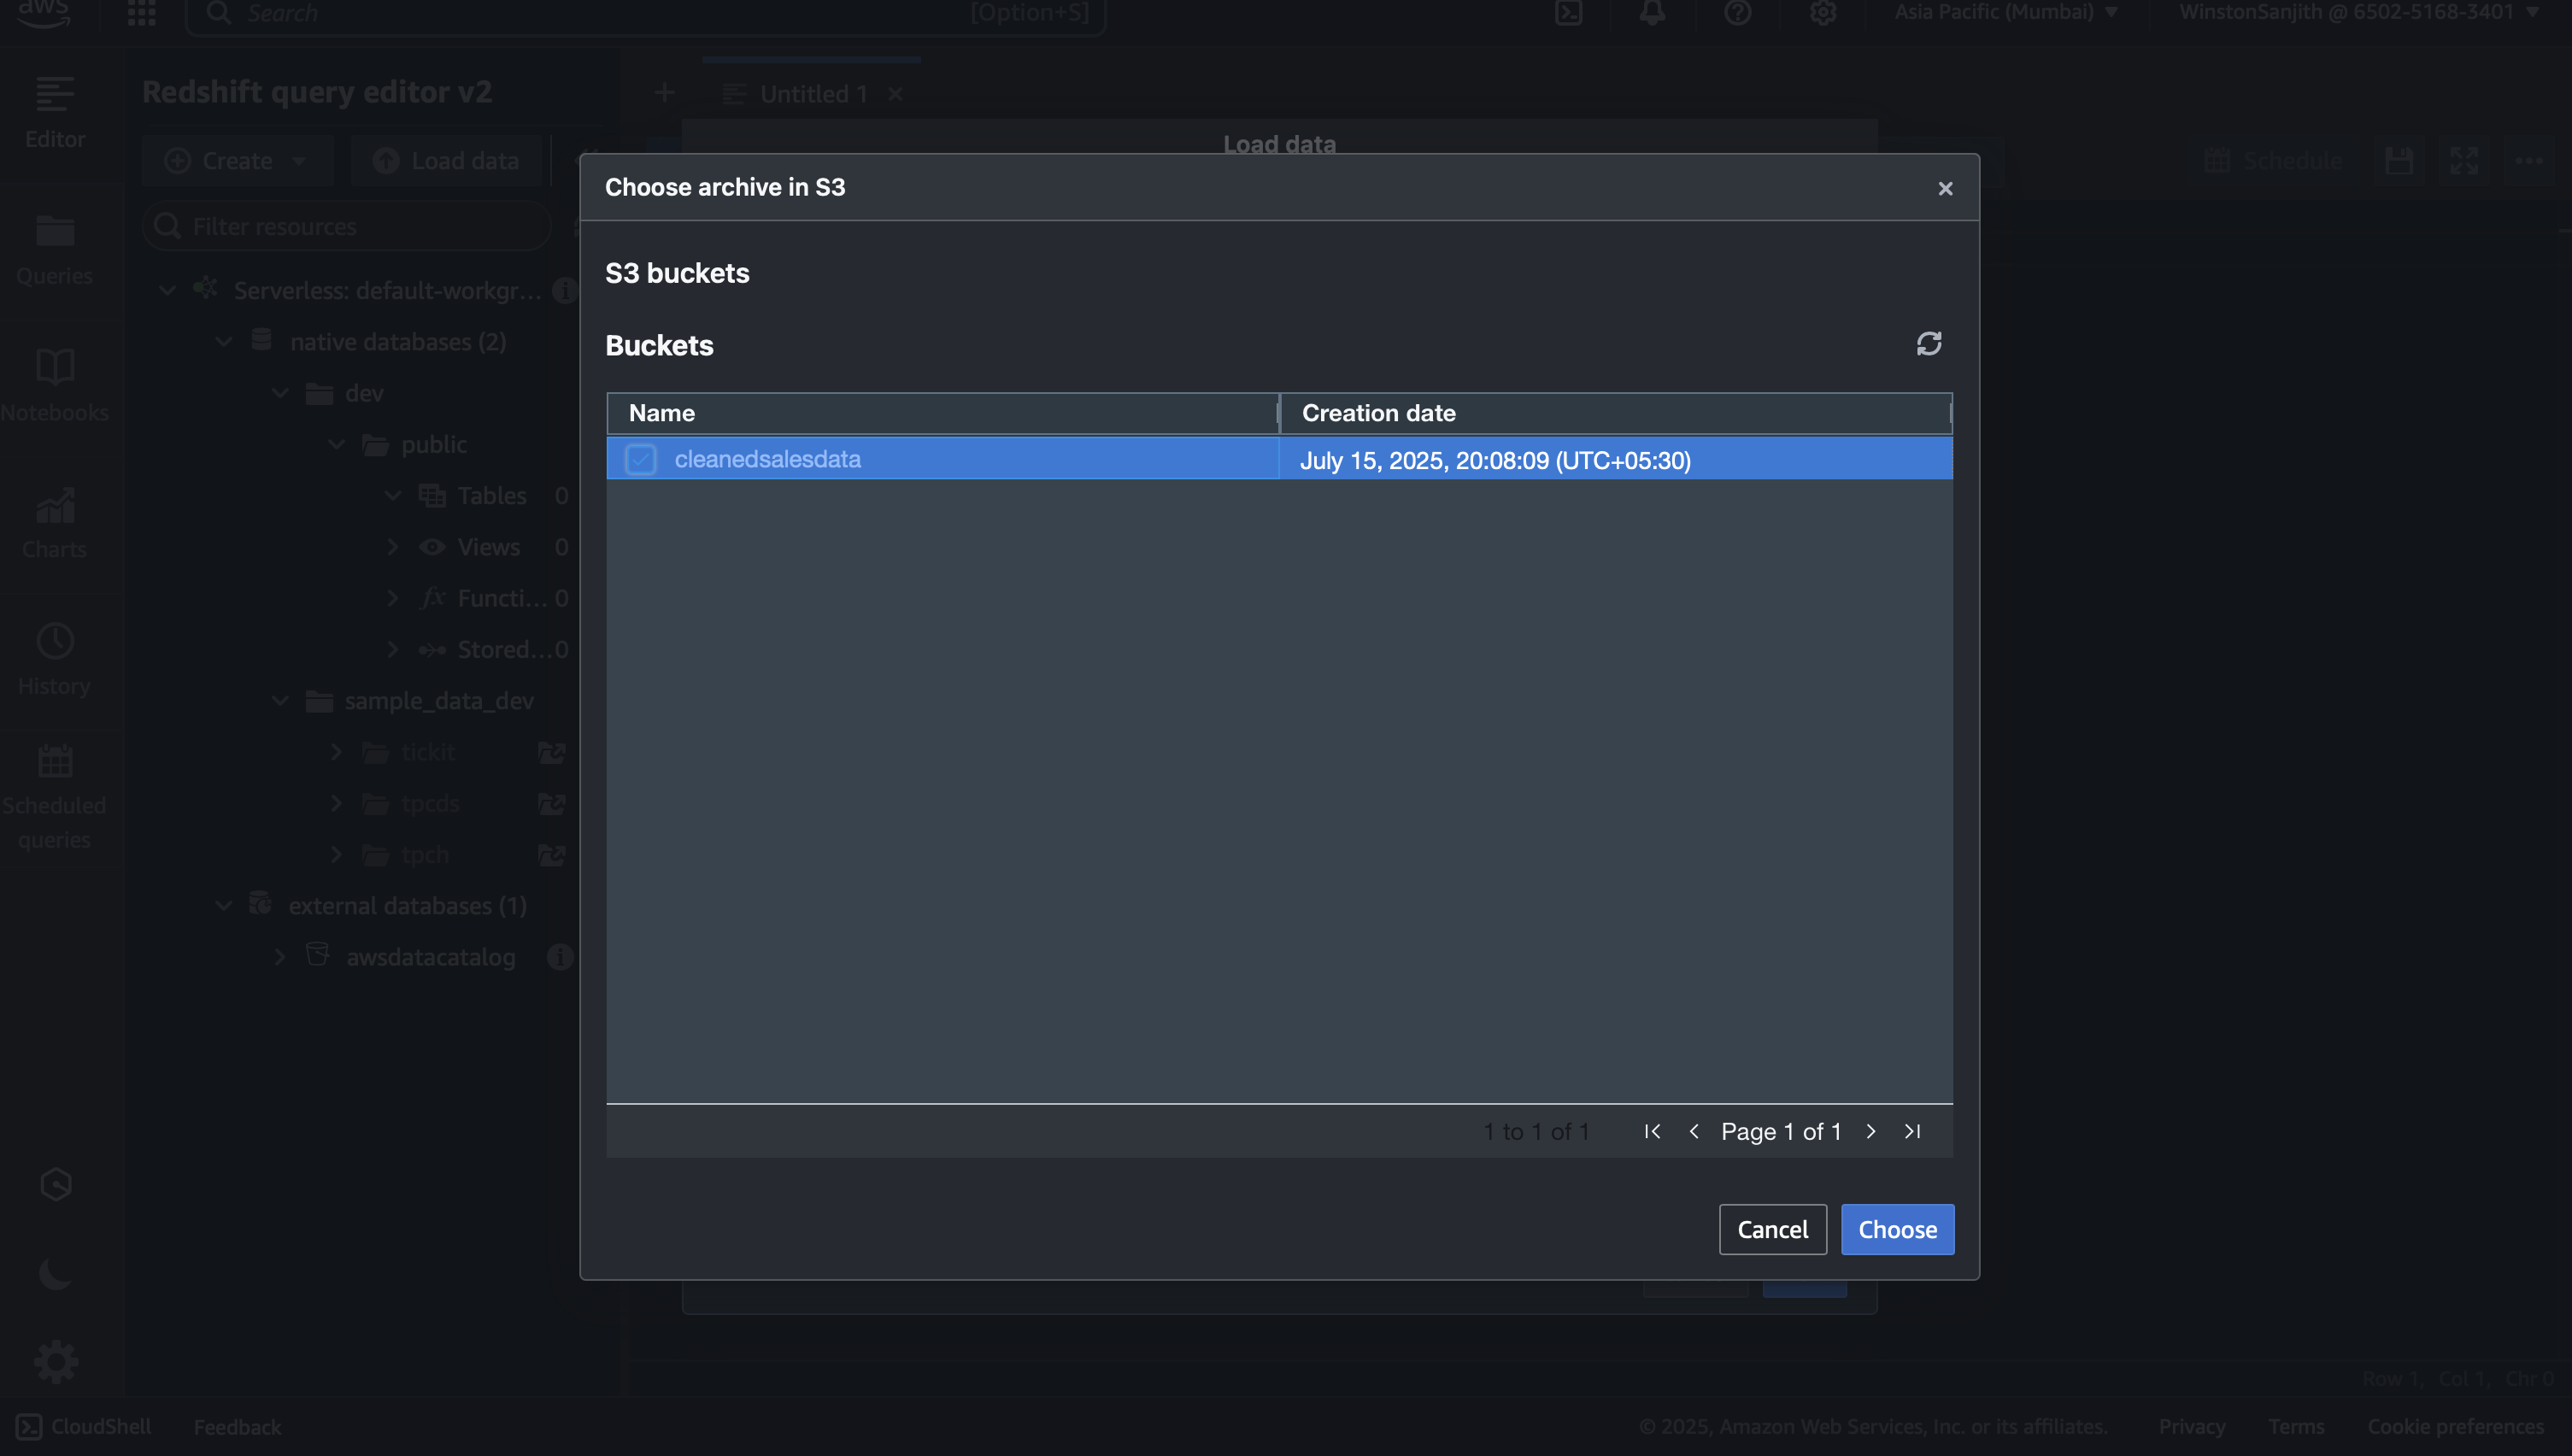 aws
Search
[Option+S]
Asia Pacific (Mumbai)
WinstonSanjith @ 6502-5168-3401
Editor
Queries
Notebooks
Charts
History
Scheduled
queries
Redshift query editor v2
Create
Load data
Filter resources
Serverless: default-workgr...
native databases (2)
dev
public
Tables 0
Views 0
fx Functi... 0
Stored... 0
sample_data_dev
tickit
tpcds
tpch
external databases (1)
awsdatacatalog
Untitled 1
Schedule
Load data
Choose archive in S3
S3 buckets
Buckets
Name Creation date
cleanedsalesdata July 15, 2025, 20:08:09 (UTC+05:30)
1 to 1 of 1 Page 1 of 1
Cancel Choose
Row 1, Col 1, Chr 0
CloudShell Feedback © 2025, Amazon Web Services, Inc. or its affiliates. Privacy Terms Cookie preferences